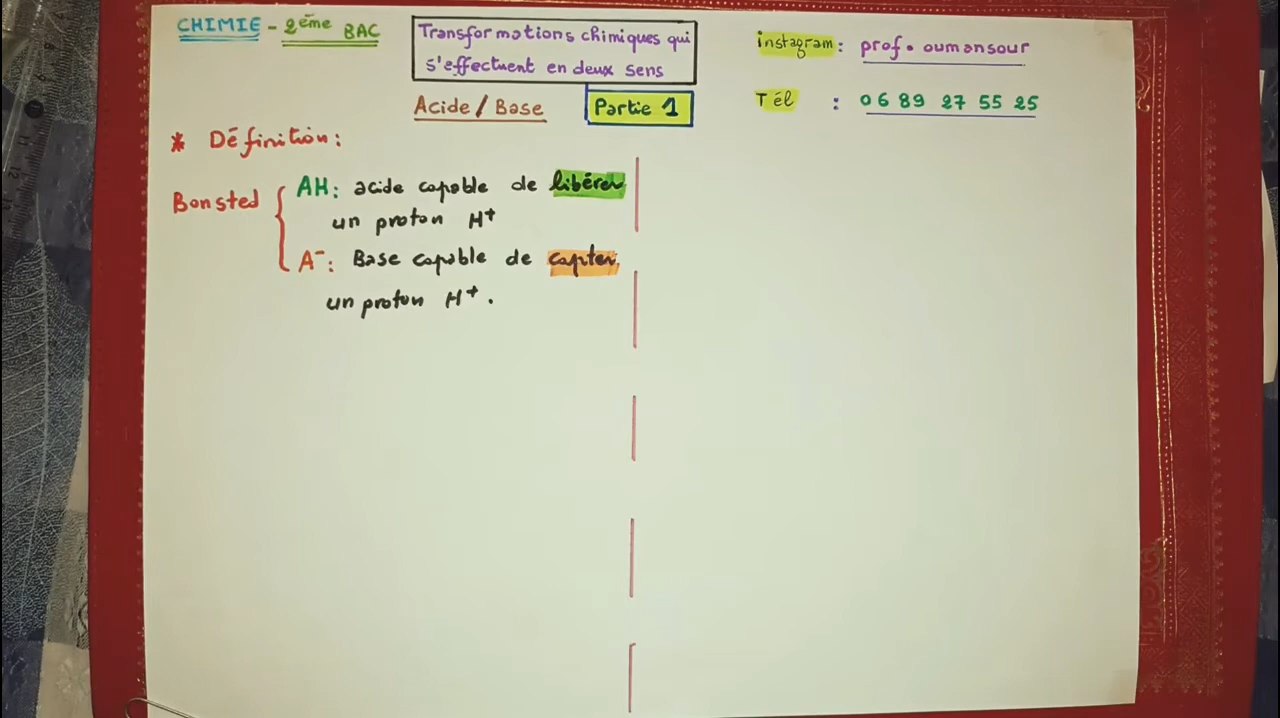 CHIMIE - 2ème BAC
Transformations chimiques qui
s'effectuent en deux sens
Acide / Base
Partie 1
instagram : prof. oumansour
Tél : 06 89 27 55 25
* Définition :
Bonsted
AH : acide capable de libérer
un proton H+
A- : Base capable de capter
un proton H+.